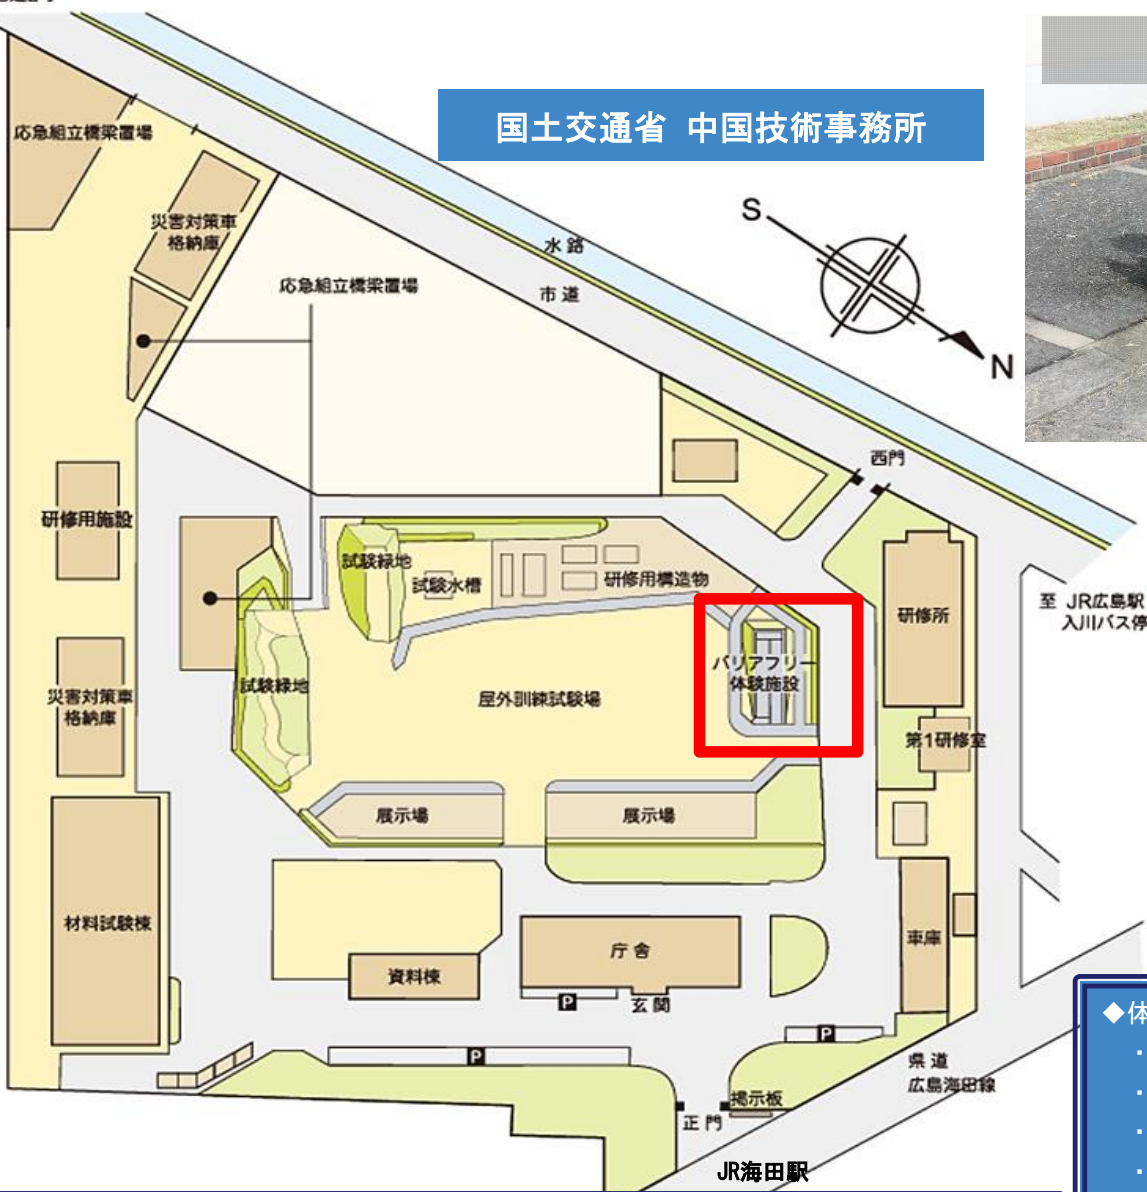 国土交通省 中国技術事務所
応急組立橋梁置場
災害対策車
格納庫
応急組立橋梁置場
水路
市道
S
N
西門
研修用施設
試験緑地
試験水槽
研修用構造物
研修所
至 JR広島駅
入川バス停
バリアフリー
体験施設
試験緑地
屋外訓練試験場
災害対策車
格納庫
第1研修室
展示場
展示場
材料試験棟
資料棟
庁舎
車庫
P
玄関
P
P
◆体
・
・
・
・
県道
広島海田線
掲示板
正門
JR海田駅